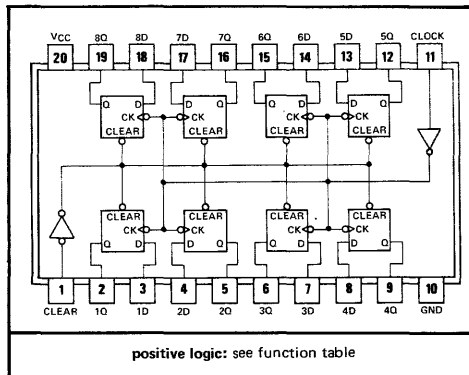 VCC 8Q 8D 7D 7Q 6Q 6D 5D 5Q CLOCK
20 19 18 17 16 15 14 13 12 11
Q D D Q Q D D Q
CK CK CK CK
CLEAR CLEAR CLEAR CLEAR
CLEAR CLEAR CLEAR CLEAR
CK CK CK CK
Q D D Q Q D D Q
1 2 3 4 5 6 7 8 9 10
CLEAR 1Q 1D 2D 2Q 3Q 3D 4D 4Q GND
positive logic: see function table